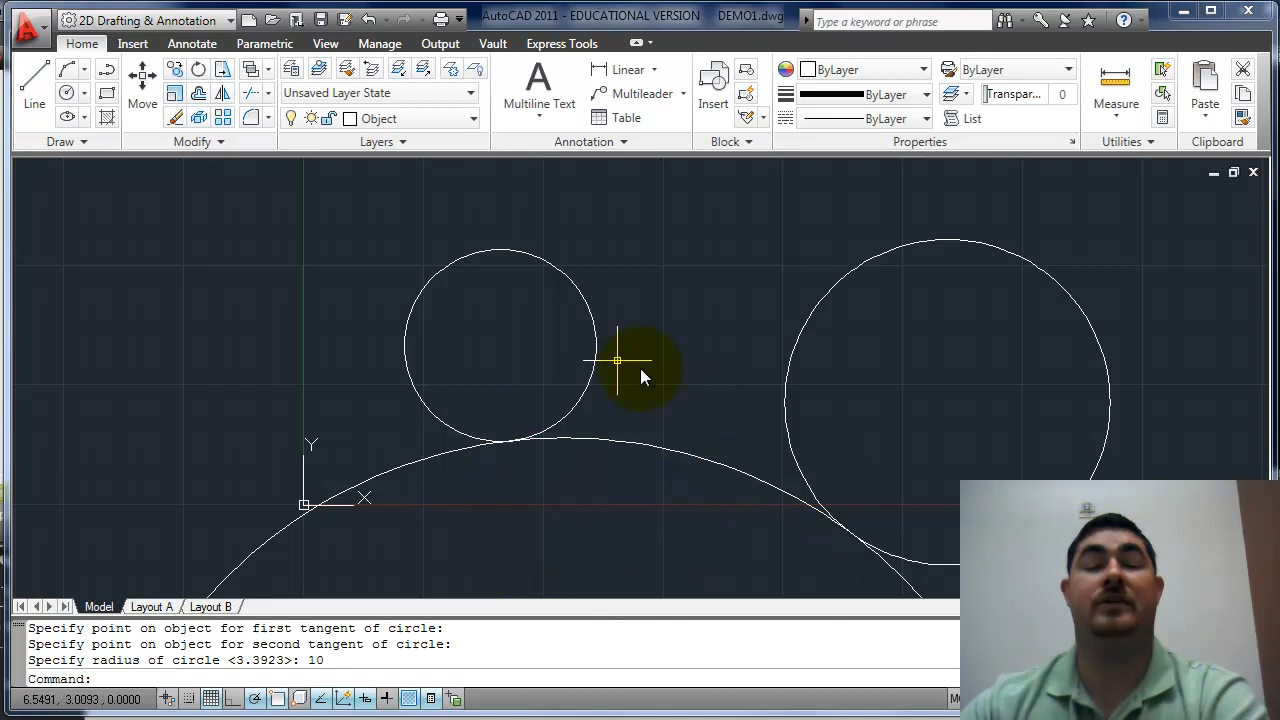 2D Drafting & Annotation
AutoCAD 2011 - EDUCATIONAL VERSION DEMO1.dwg
Type a keyword or phrase
Home Insert Annotate Parametric View Manage Output Vault Express Tools
Line
Move
Unsaved Layer State
Object
Multiline Text
Linear
Multileader
Table
Insert
ByLayer
ByLayer
ByLayer
ByLayer
Transpar... 0
List
Measure
Paste
Draw Modify Layers Annotation Block Properties Utilities Clipboard
Y
X
Model Layout A Layout B
Specify point on object for first tangent of circle:
Specify point on object for second tangent of circle:
Specify radius of circle <3.3923>: 10
Command:
6.5491, 3.0093, 0.0000